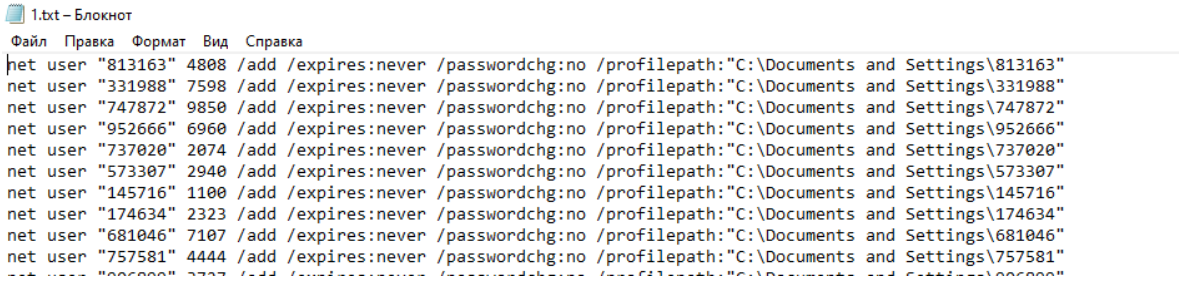 1.txt – Блокнот
Файл Правка Формат Вид Справка
net user "813163" 4808 /add /expires:never /passwordchg:no /profilepath:"C:\Documents and Settings\813163"
net user "331988" 7598 /add /expires:never /passwordchg:no /profilepath:"C:\Documents and Settings\331988"
net user "747872" 9850 /add /expires:never /passwordchg:no /profilepath:"C:\Documents and Settings\747872"
net user "952666" 6960 /add /expires:never /passwordchg:no /profilepath:"C:\Documents and Settings\952666"
net user "737020" 2074 /add /expires:never /passwordchg:no /profilepath:"C:\Documents and Settings\737020"
net user "573307" 2940 /add /expires:never /passwordchg:no /profilepath:"C:\Documents and Settings\573307"
net user "145716" 1100 /add /expires:never /passwordchg:no /profilepath:"C:\Documents and Settings\145716"
net user "174634" 2323 /add /expires:never /passwordchg:no /profilepath:"C:\Documents and Settings\174634"
net user "681046" 7107 /add /expires:never /passwordchg:no /profilepath:"C:\Documents and Settings\681046"
net user "757581" 4444 /add /expires:never /passwordchg:no /profilepath:"C:\Documents and Settings\757581"